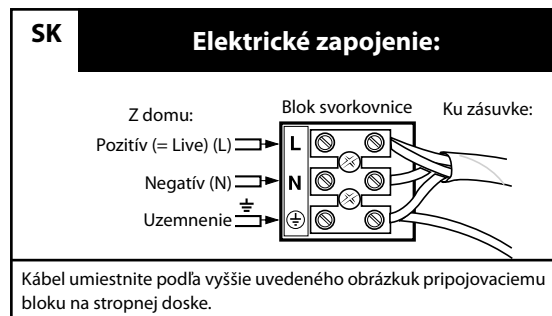 SK
Elektrické zapojenie:
Z domu:
Blok svorkovnice
Ku zásuvke:
Pozitív (= Live) (L)
L
Negatív (N)
N
Uzemnenie
Kábel umiestnite podľa vyššie uvedeného obrázkuk pripojovaciemu
bloku na stropnej doske.